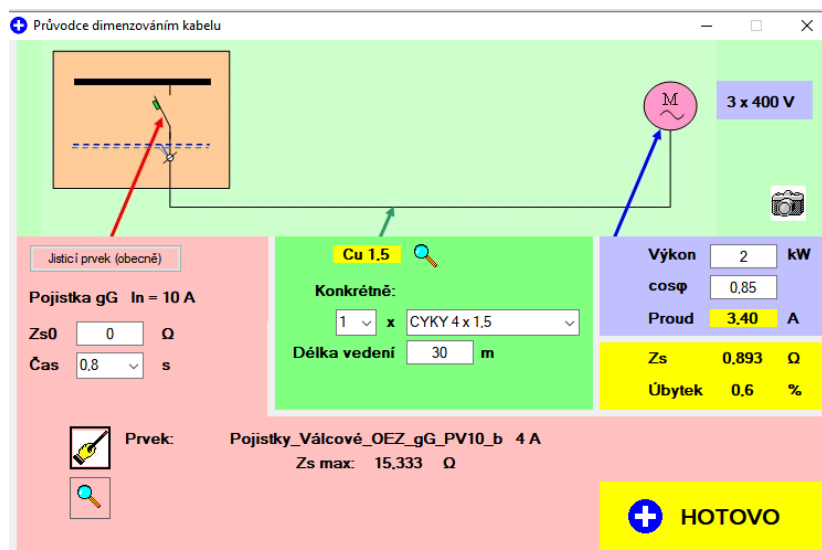 Průvodce dimenzováním kabelu
M
3 x 400 V
Jisticí prvek (obecně)
Pojistka gG In = 10 A
Zs0 0 Ω
Čas 0,8 s
Cu 1,5
Konkrétně:
1 x CYKY 4 x 1,5
Délka vedení 30 m
Výkon 2 kW
cosφ 0,85
Proud 3,40 A
Zs 0,893 Ω
Úbytek 0,6 %
Prvek: Pojistky_Válcové_OEZ_gG_PV10_b 4 A
Zs max: 15,333 Ω
HOTOVO